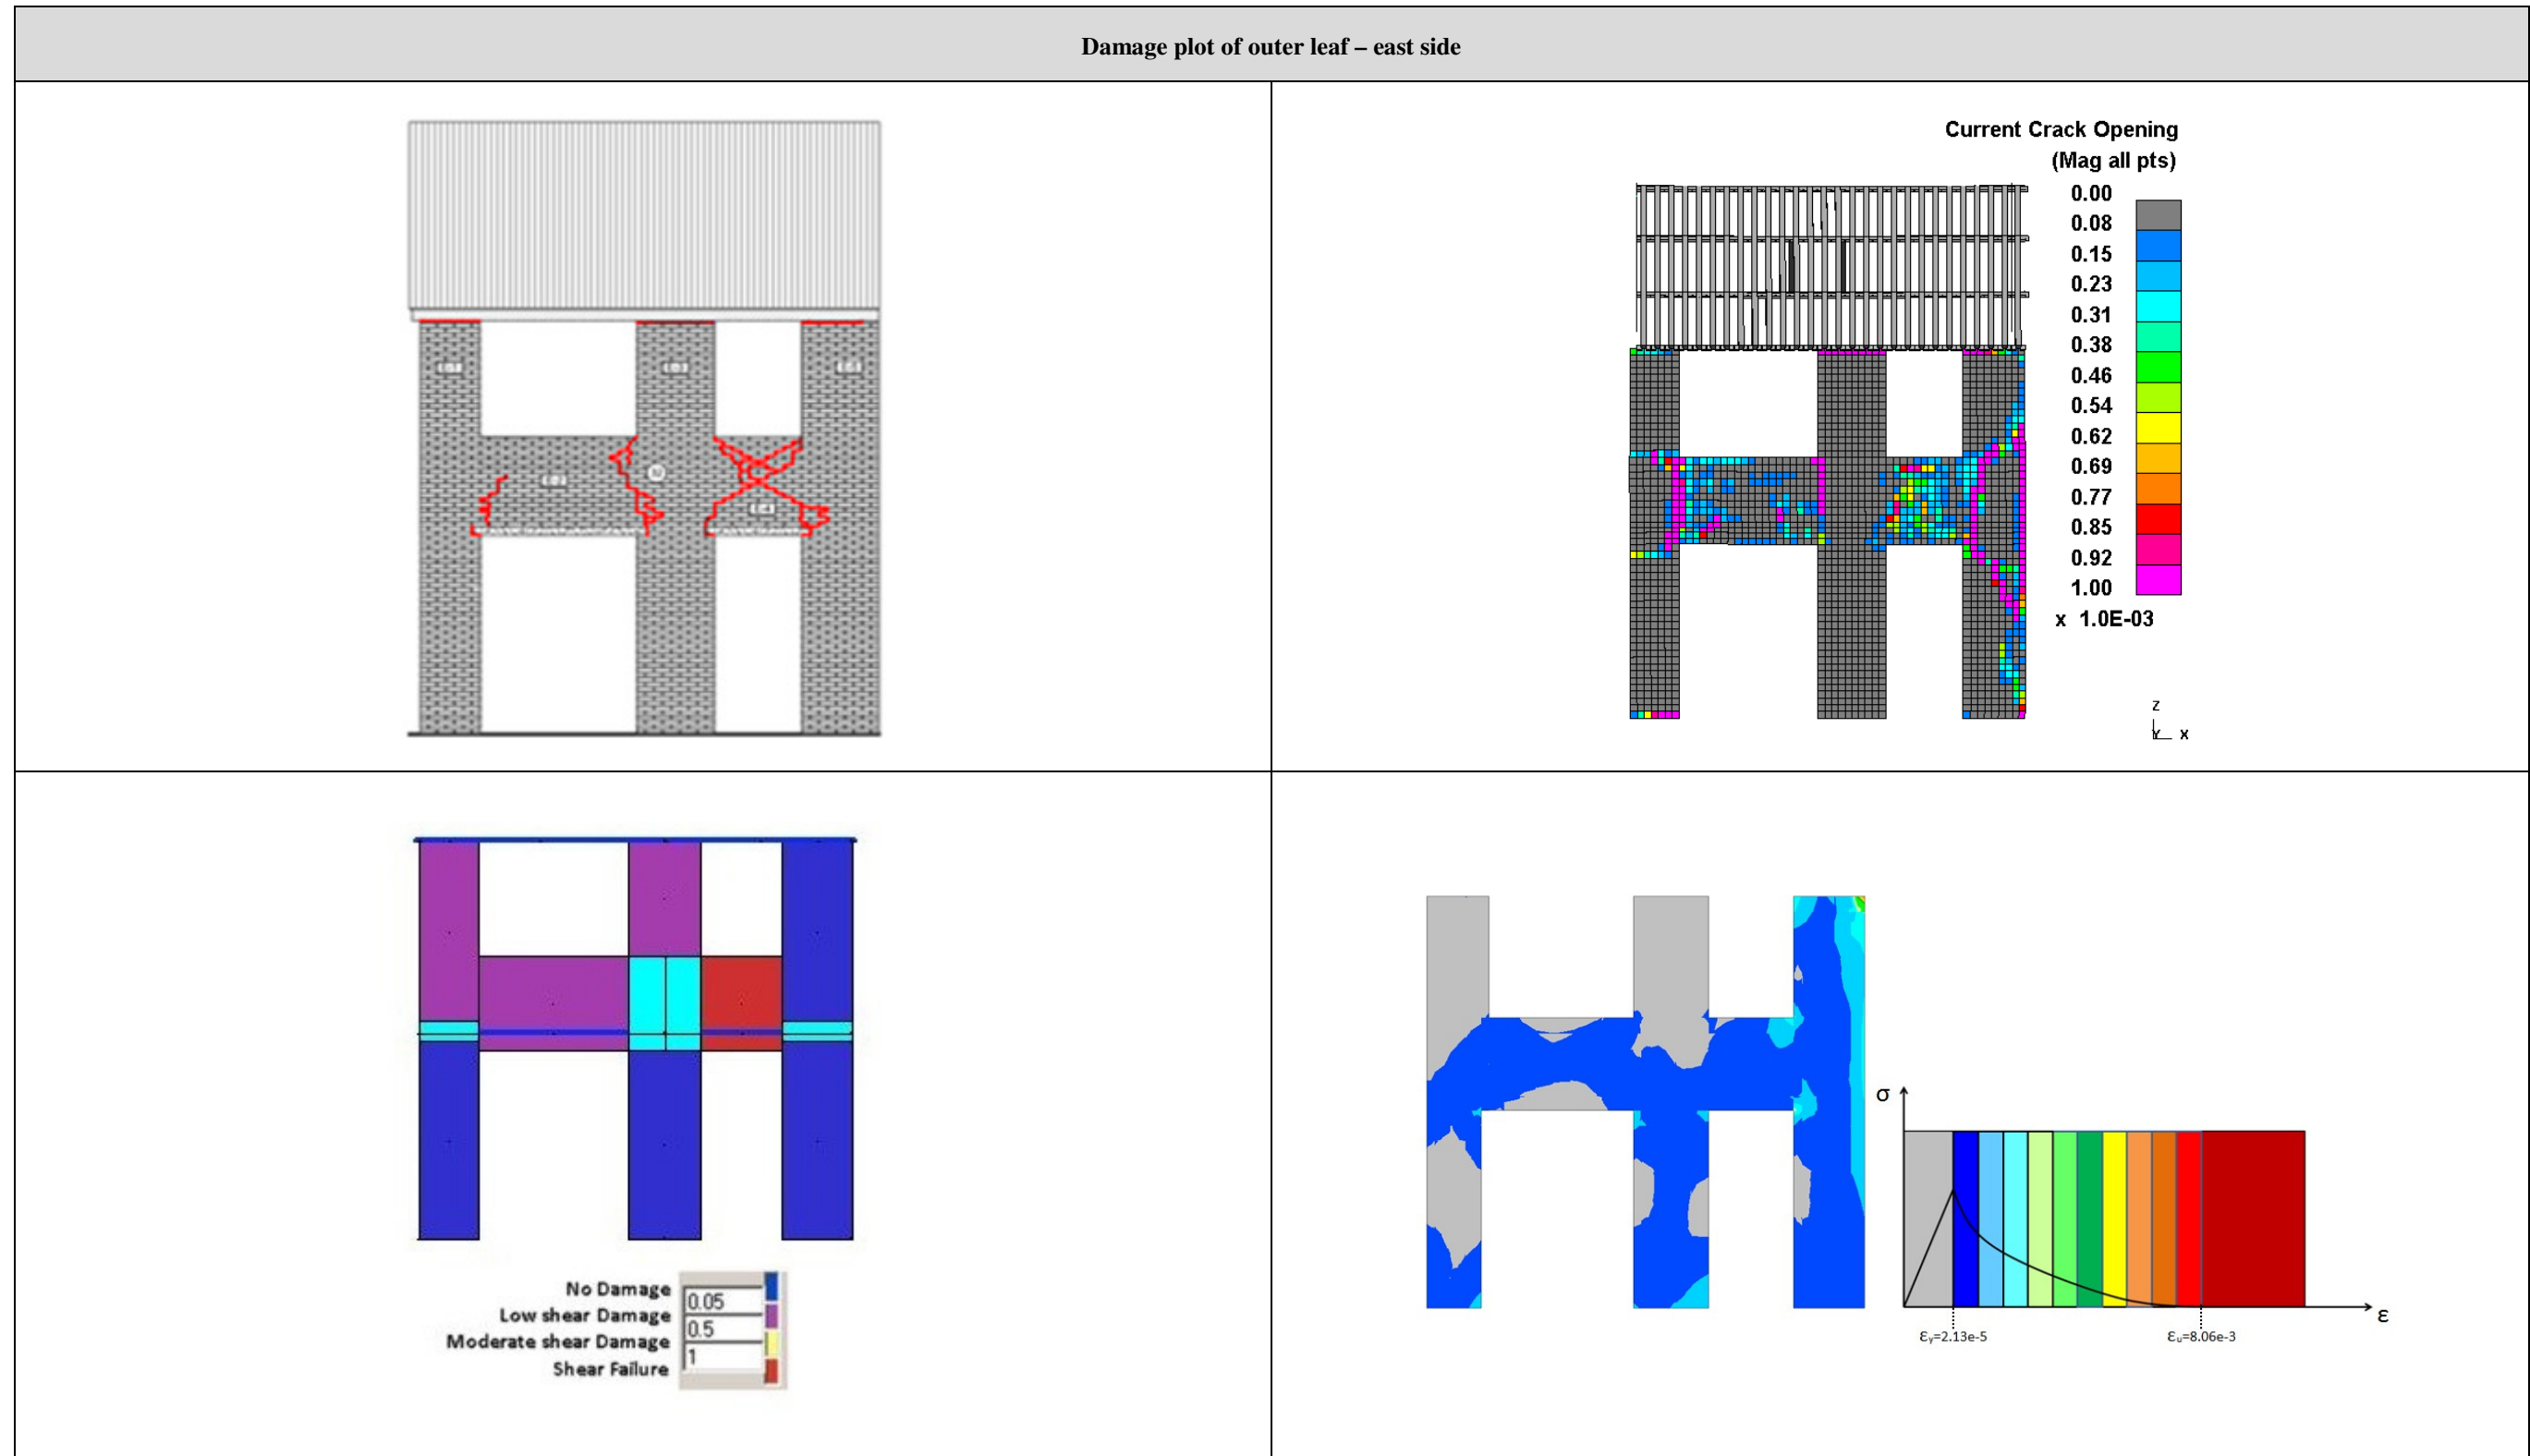 Damage plot of outer leaf – east side
Current Crack Opening
(Mag all pts)
0.00
0.08
0.15
0.23
0.31
0.38
0.46
0.54
0.62
0.69
0.77
0.85
0.92
1.00
x 1.0E-03
Z
Y X
No Damage
0.05
Low shear Damage
0.5
Moderate shear Damage
1
Shear Failure
σ
ε
εy=2.13e-5
εu=8.06e-3